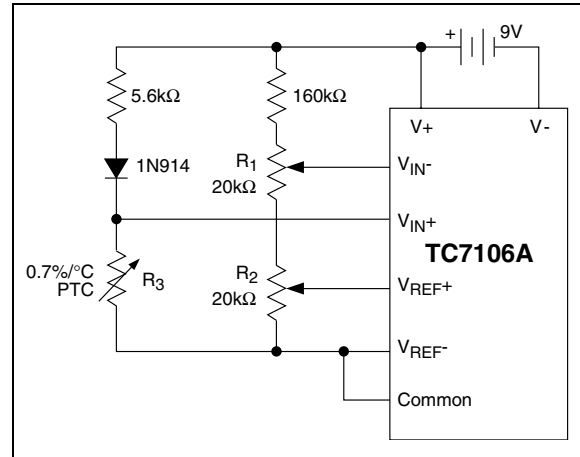 + 9V
5.6kΩ
160kΩ
V+ V-
1N914
R1
20kΩ
VIN-
VIN+
TC7106A
0.7%/°C
PTC
R3
R2
20kΩ
VREF+
VREF-
Common